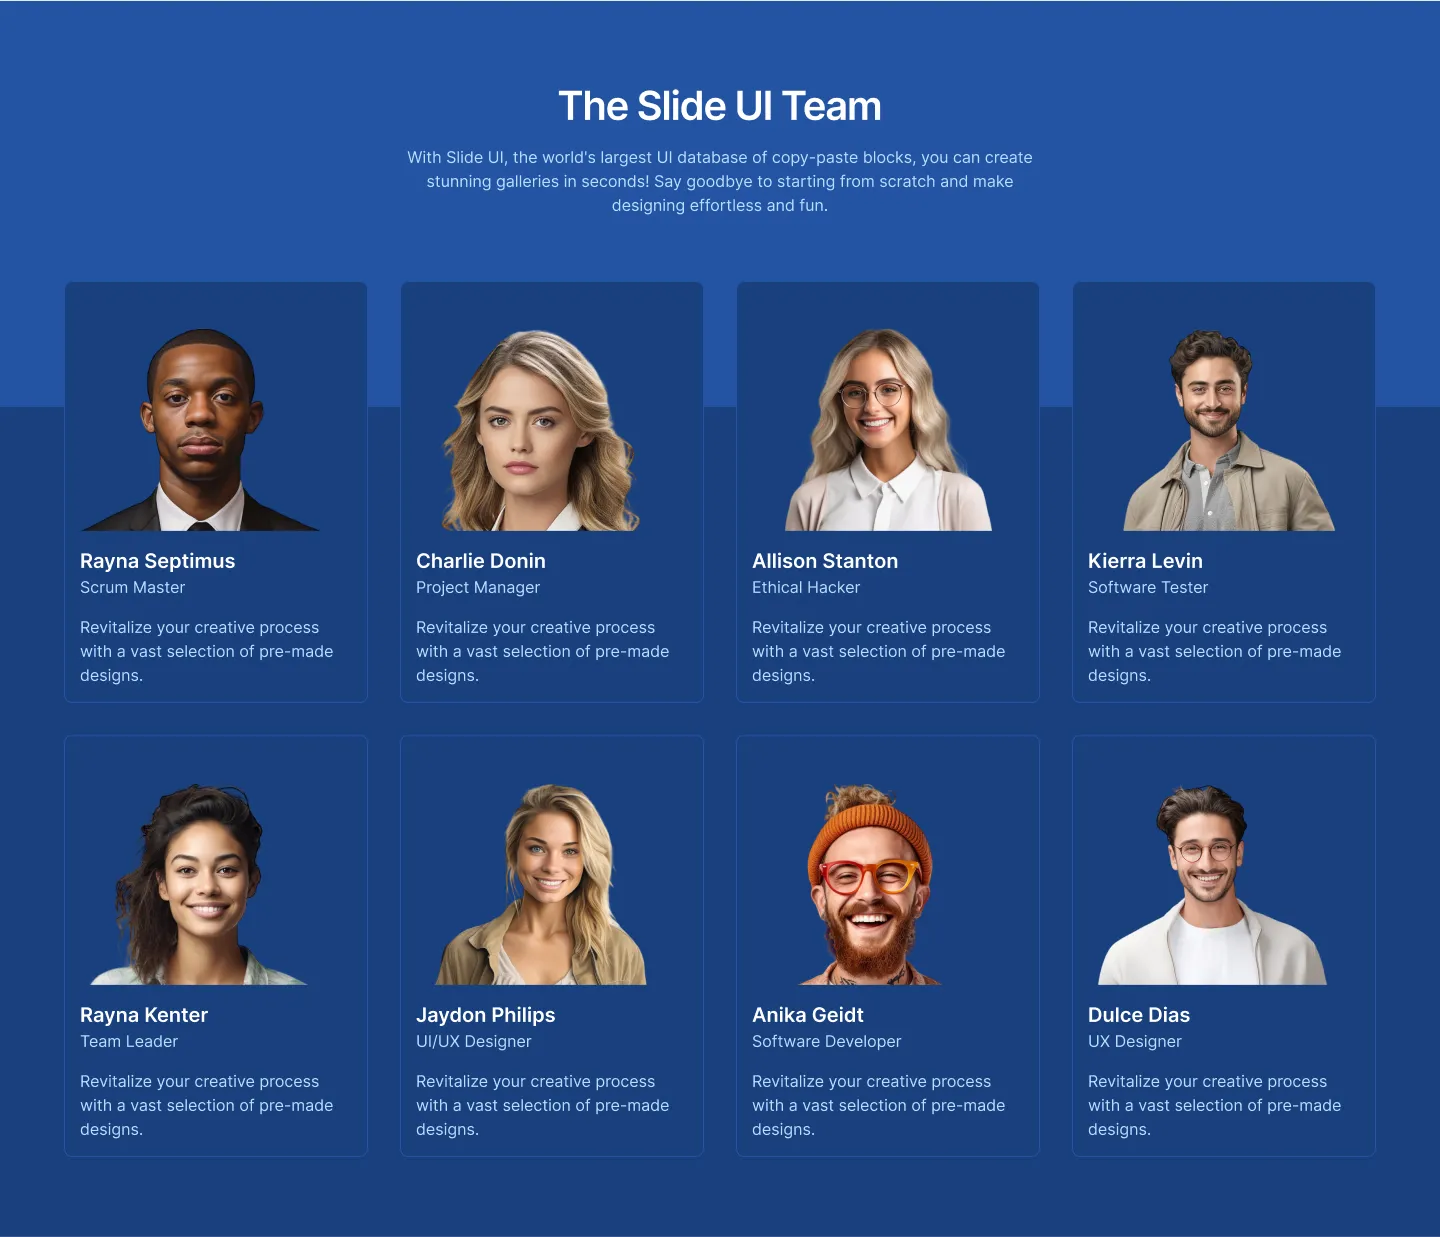 The Slide UI Team
With Slide UI, the world's largest UI database of copy-paste blocks, you can create
stunning galleries in seconds! Say goodbye to starting from scratch and make
designing effortless and fun.
Rayna Septimus
Scrum Master
Revitalize your creative process
with a vast selection of pre-made
designs.
Charlie Donin
Project Manager
Revitalize your creative process
with a vast selection of pre-made
designs.
Allison Stanton
Ethical Hacker
Revitalize your creative process
with a vast selection of pre-made
designs.
Kierra Levin
Software Tester
Revitalize your creative process
with a vast selection of pre-made
designs.
Rayna Kenter
Team Leader
Revitalize your creative process
with a vast selection of pre-made
designs.
Jaydon Philips
UI/UX Designer
Revitalize your creative process
with a vast selection of pre-made
designs.
Anika Geidt
Software Developer
Revitalize your creative process
with a vast selection of pre-made
designs.
Dulce Dias
UX Designer
Revitalize your creative process
with a vast selection of pre-made
designs.